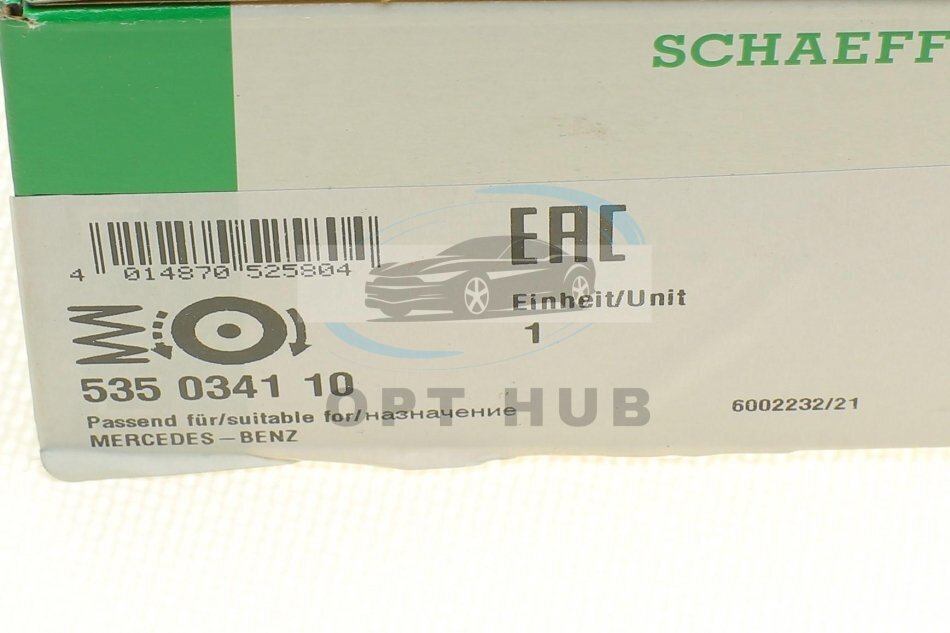 SCHAEFF
EAC
4 014870 525804
Einheit/Unit
1
535 0341 10
Passend für/suitable for/назначение
MERCEDES-BENZ
6002232/21
OPT HUB